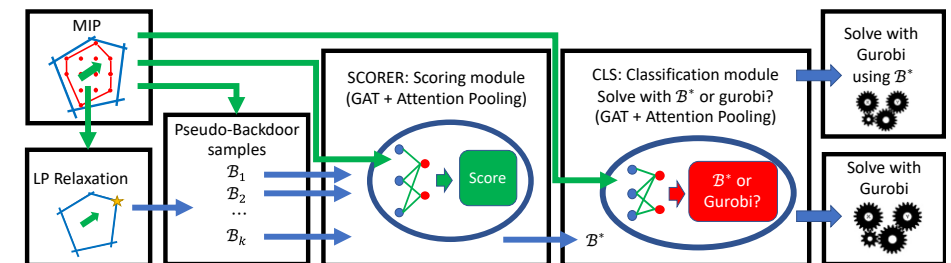 MIP
LP Relaxation
Pseudo-Backdoor
samples
ℬ₁
ℬ₂
...
ℬₖ
SCORER: Scoring module
(GAT + Attention Pooling)
Score
ℬ*
CLS: Classification module
Solve with ℬ* or gurobi?
(GAT + Attention Pooling)
ℬ* or
Gurobi?
Solve with
Gurobi
using ℬ*
Solve with
Gurobi